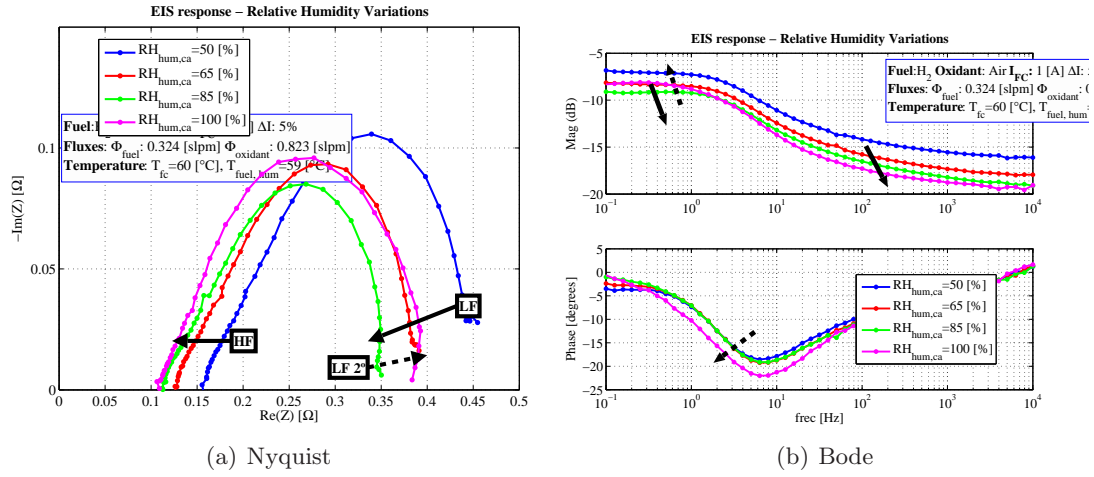 EIS response – Relative Humidity Variations
RH_hum,ca=50 [%]
RH_hum,ca=65 [%]
RH_hum,ca=85 [%]
RH_hum,ca=100 [%]
Fuel:H ΔI: 5%
Fluxes: Φ_fuel: 0.324 [slpm] Φ_oxidant: 0.823 [slpm]
Temperature: T_fc=60 [°C], T_fuel, hum=59 [°C]
−Im(Z) [Ω]
0.1
0.05
0
LF
HF
LF 2º
0 0.05 0.1 0.15 0.2 0.25 0.3 0.35 0.4 0.45 0.5
Re(Z) [Ω]
(a) Nyquist
EIS response – Relative Humidity Variations
Fuel:H_2 Oxidant: Air I_FC: 1 [A] ΔI:
Fluxes: Φ_fuel: 0.324 [slpm] Φ_oxidant: 0
Temperature: T_fc=60 [°C], T_fuel, hum
Mag (dB)
−5
−10
−15
−20
10^−1 10^0 10^1 10^2 10^3 10^4
Phase [degrees]
5
0
−5
−10
−15
−20
−25
RH_hum,ca=50 [%]
RH_hum,ca=65 [%]
RH_hum,ca=85 [%]
RH_hum,ca=100 [%]
10^−1 10^0 10^1 10^2 10^3 10^4
frec [Hz]
(b) Bode